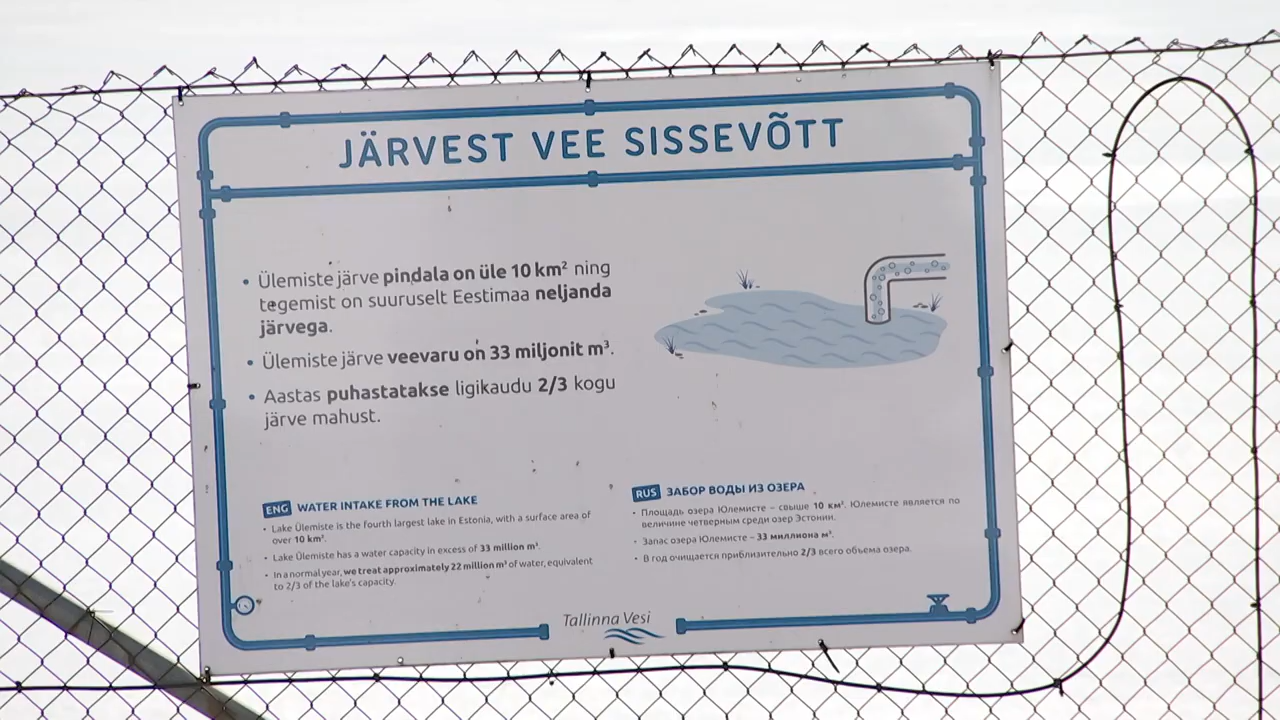 JÄRVEST VEE SISSEVÕTT
• Ülemiste järve pindala on üle 10 km² ning
tegemist on suuruselt Eestimaa neljanda
järvega.
• Ülemiste järve veevaru on 33 miljonit m³.
• Aastas puhastatakse ligikaudu 2/3 kogu
järve mahust.
ENG WATER INTAKE FROM THE LAKE
• Lake Ülemiste is the fourth largest lake in Estonia, with a surface area of
over 10 km².
• Lake Ülemiste has a water capacity in excess of 33 million m³.
• In a normal year, we treat approximately 22 million m³ of water, equivalent
to 2/3 of the lake's capacity.
RUS ЗАБОР ВОДЫ ИЗ ОЗЕРА
• Площадь озера Юлемисте – свыше 10 км². Юлемисте является по
величине четверным среди озер Эстонии.
• Запас озера Юлемисте – 33 миллиона м³.
• В год очищается приблизительно 2/3 всего объема озера.
Tallinna Vesi